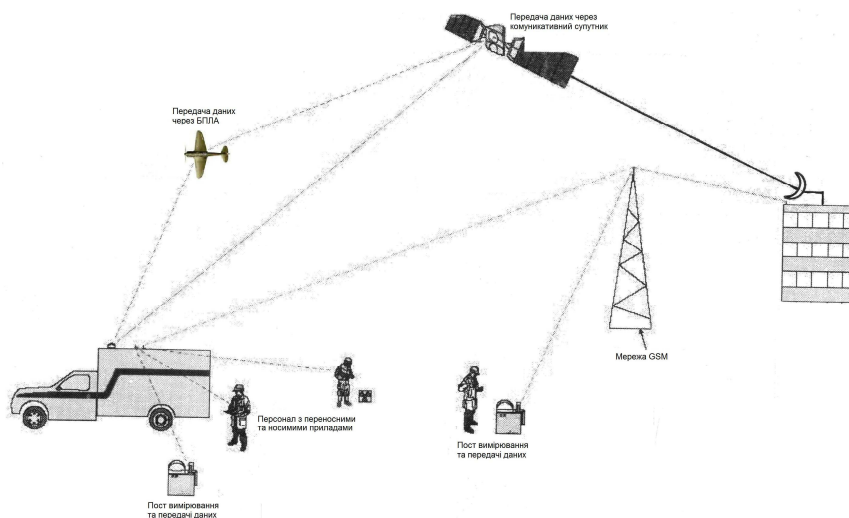 Передача даних через
комуникативний супутник
Передача даних
через БПЛА
Мережа GSM
Персонал з переносними
та носимими приладами
Пост вимірювання
та передачі даних
Пост вимірювання
та передачі даних